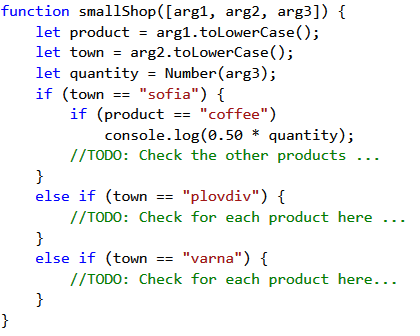 function smallShop([arg1, arg2, arg3]) {
    let product = arg1.toLowerCase();
    let town = arg2.toLowerCase();
    let quantity = Number(arg3);
    if (town == "sofia") {
        if (product == "coffee")
            console.log(0.50 * quantity);
        //TODO: Check the other products ...
    }
    else if (town == "plovdiv") {
        //TODO: Check for each product here ...
    }
    else if (town == "varna") {
        //TODO: Check for each product here...
    }
}